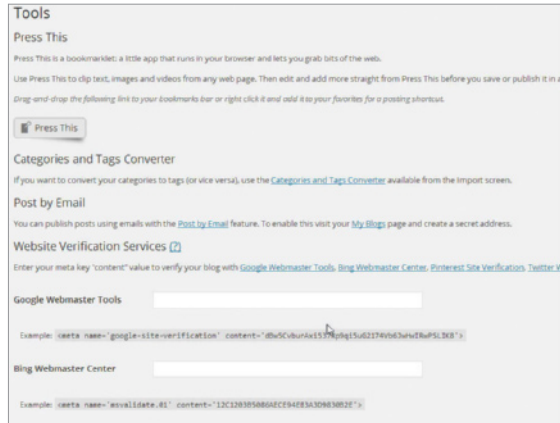 Tools
Press This
Press This is a bookmarklet: a little app that runs in your browser and lets you grab bits of the web.
Use Press This to clip text, images and videos from any web page. Then edit and add more straight from Press This before you save or publish it in a
Drag-and-drop the following link to your bookmarks bar or right click it and add it to your favorites for a posting shortcut.
Press This
Categories and Tags Converter
If you want to convert your categories to tags (or vice versa), use the Categories and Tags Converter available from the Import screen.
Post by Email
You can publish posts using emails with the Post by Email feature. To enable this visit your My Blogs page and create a secret address.
Website Verification Services (?)
Enter your meta key "content" value to verify your blog with Google Webmaster Tools, Bing Webmaster Center, Pinterest Site Verification, Twitter W
Google Webmaster Tools
Example: <meta name='google-site-verification' content='
Bing Webmaster Center
Example: <meta name='msvalidate.01' content='12C1203B5086AECE94EB3A3D9830B2E'>